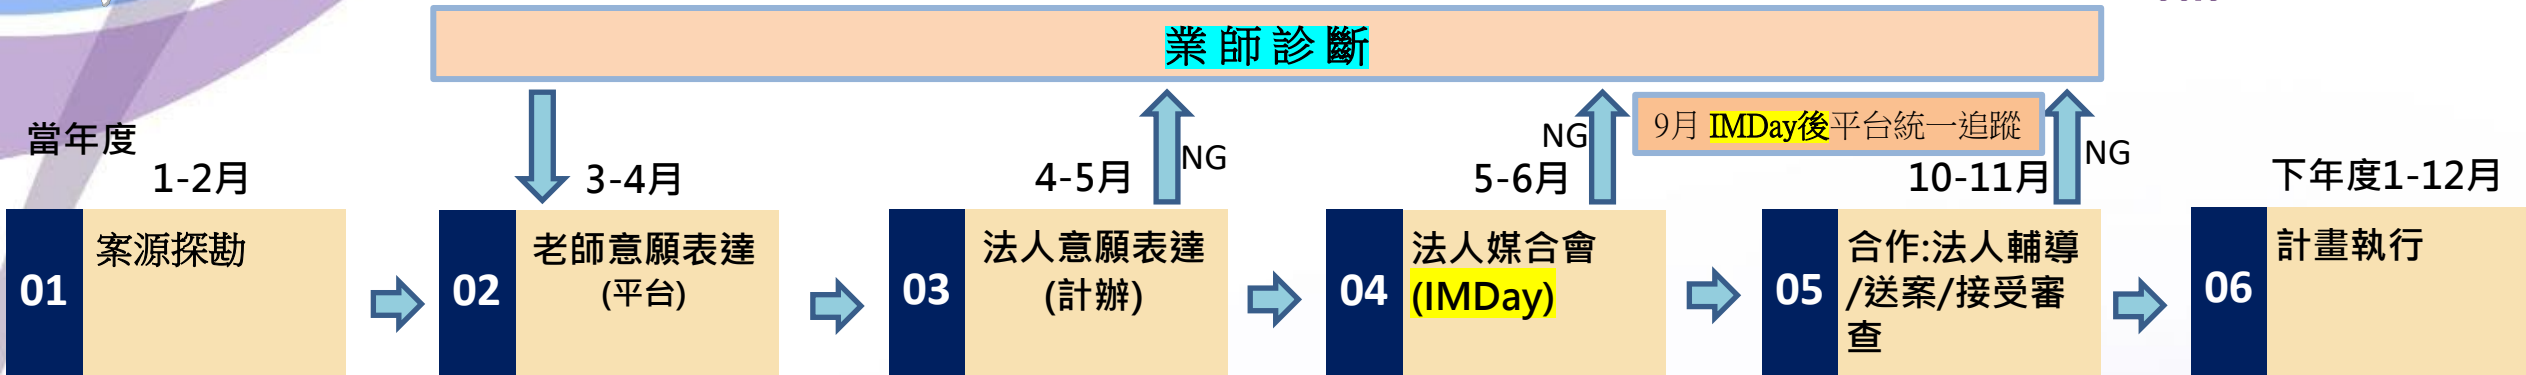 業師診斷
9月 IMDay後平台統一追蹤
當年度
1-2月
3-4月
4-5月
NG
NG
5-6月
10-11月
NG
下年度1-12月
01
案源探勘
02
老師意願表達
(平台)
03
法人意願表達
(計辦)
04
法人媒合會
(IMDay)
05
合作:法人輔導
/送案/接受審
查
06
計畫執行